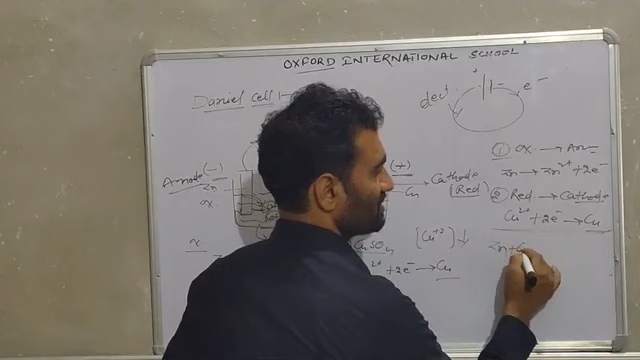 OXFORD INTERNATIONAL SCHOOL
Daniel Cell :-
+
e⁻
Anode (-)
Zn
ox.
(+)
Cu → Cathode
(Red)
[Cu⁺²] ↓
CuSO₄
+2e⁻ → Cu
① OX → An
Zn → Zn²⁺ + 2e⁻
② Red → Cathode
Cu²⁺ + 2e⁻ → Cu
Zn + C